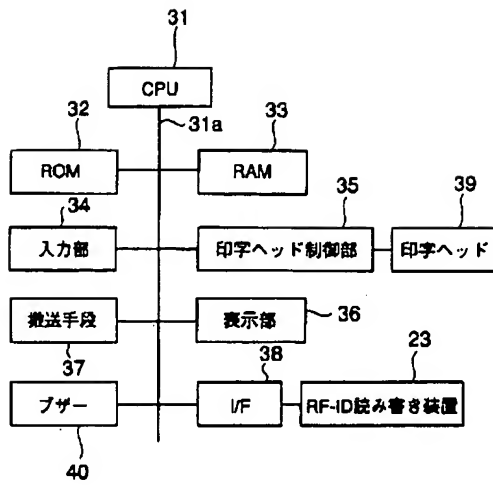 31
CPU
31a
32
33
ROM
RAM
34
35
39
入力部
印字ヘッド制御部
印字ヘッド
搬送手段
表示部
36
37
38
23
ブザー
I/F
RF-ID読み書き装置
40